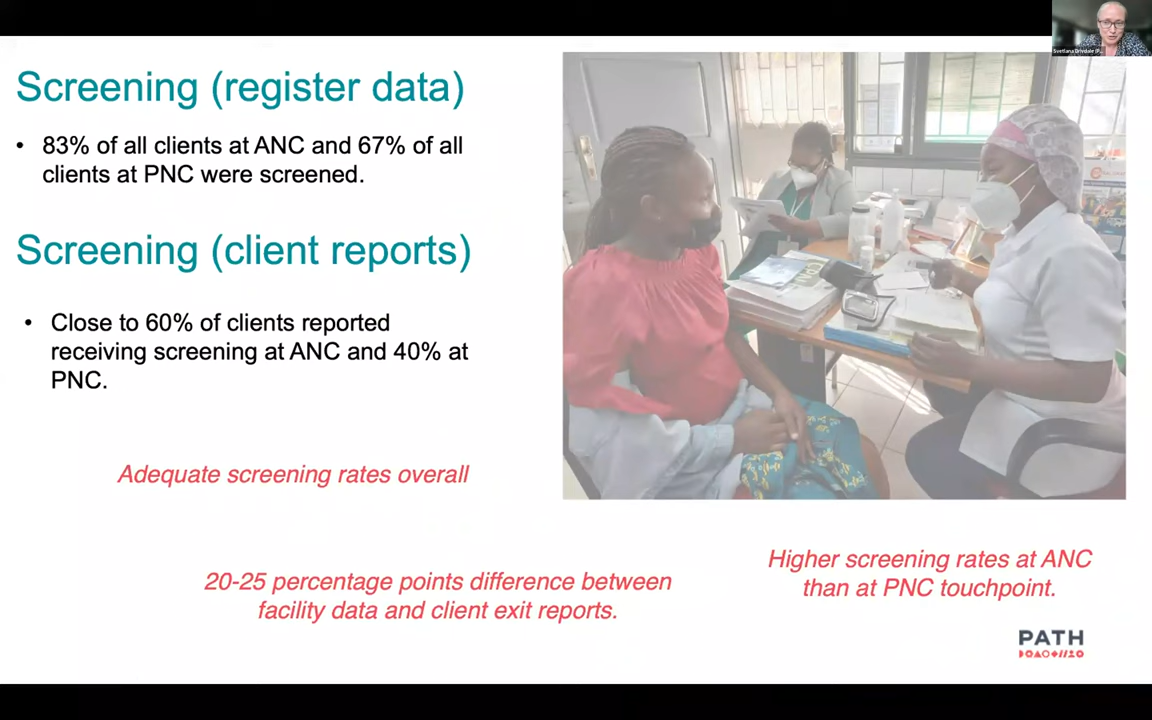 Screening (register data)
• 83% of all clients at ANC and 67% of all
clients at PNC were screened.
Screening (client reports)
• Close to 60% of clients reported
receiving screening at ANC and 40% at
PNC.
Adequate screening rates overall
20-25 percentage points difference between
facility data and client exit reports.
Higher screening rates at ANC
than at PNC touchpoint.
PATH
Svetlana